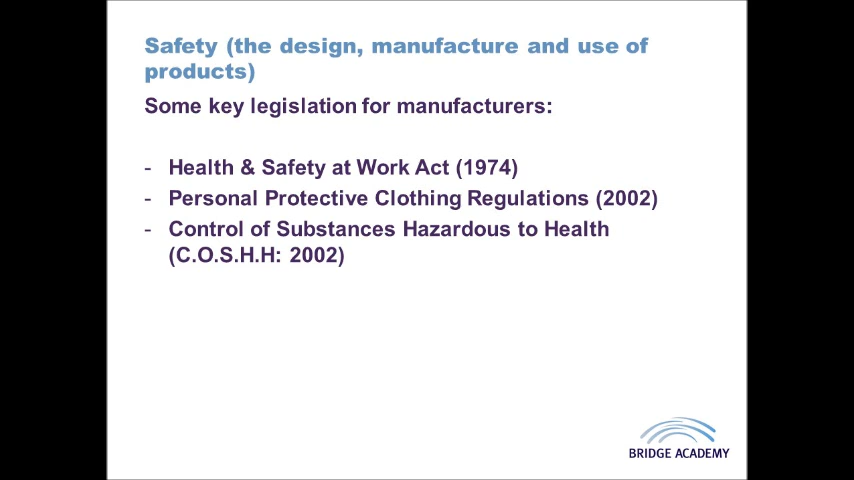 Safety (the design, manufacture and use of
products)
Some key legislation for manufacturers:
- Health & Safety at Work Act (1974)
- Personal Protective Clothing Regulations (2002)
- Control of Substances Hazardous to Health
(C.O.S.H.H: 2002)
BRIDGE ACADEMY